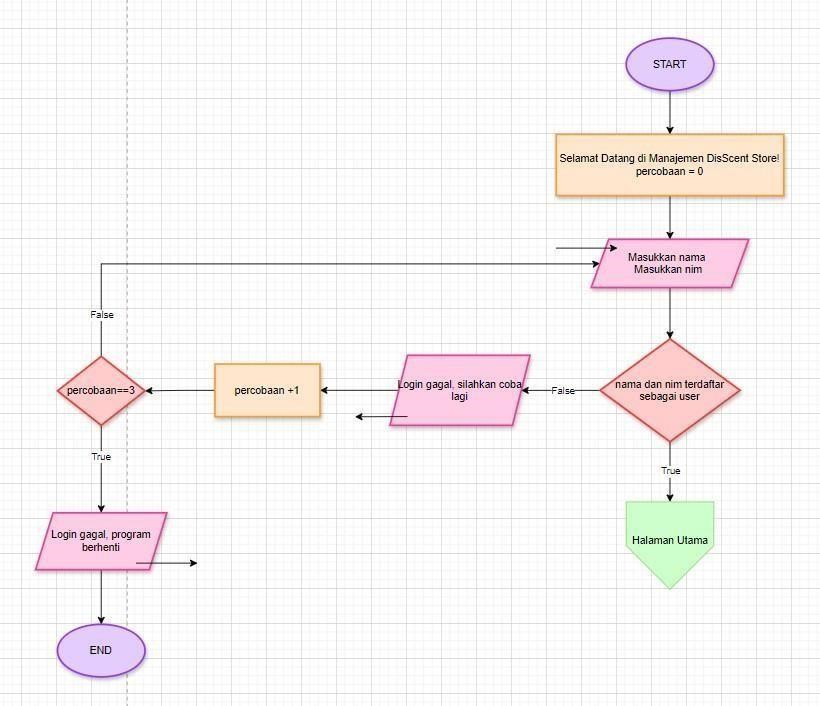 START
Selamat Datang di Manajemen DisScent Store!
percobaan = 0
Masukkan nama
Masukkan nim
nama dan nim terdaftar
sebagai user
True
Halaman Utama
False
Login gagal, silahkan coba
lagi
percobaan +1
percobaan==3
False
True
Login gagal, program
berhenti
END